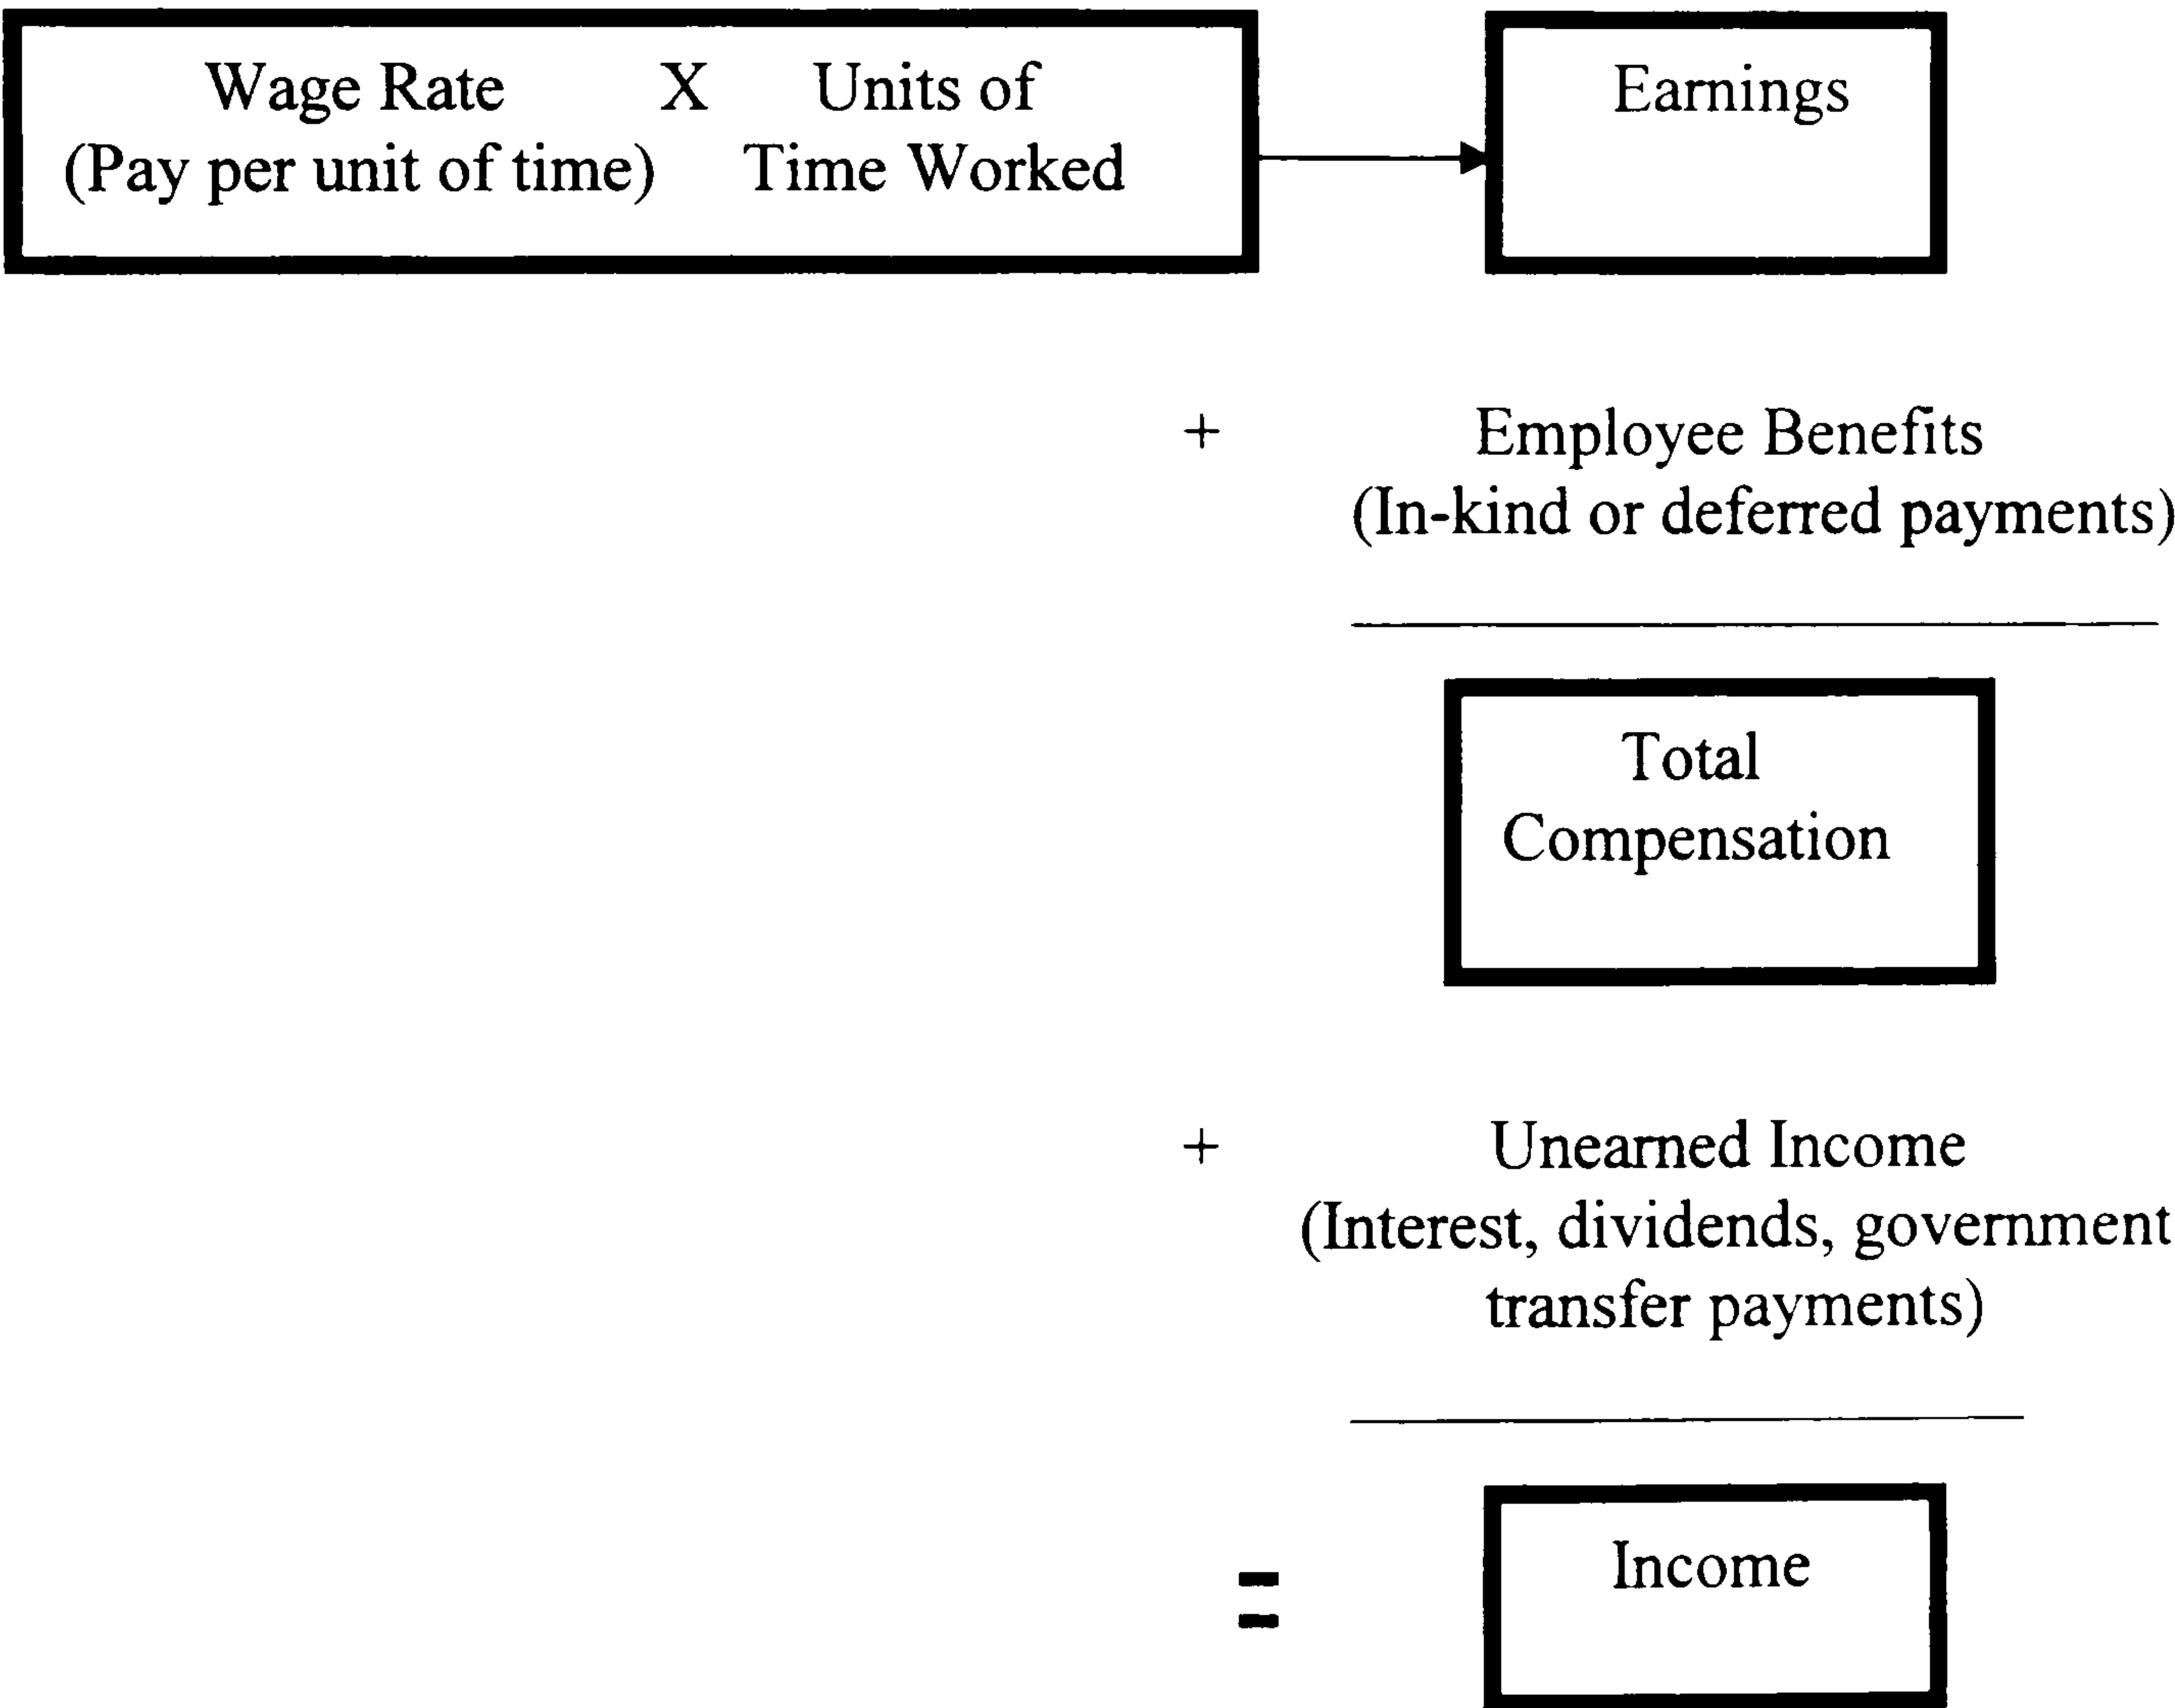 Wage Rate X Units of
(Pay per unit of time) Time Worked
Earnings
+ Employee Benefits
(In-kind or deferred payments)
Total
Compensation
+ Unearned Income
(Interest, dividends, government
transfer payments)
= Income